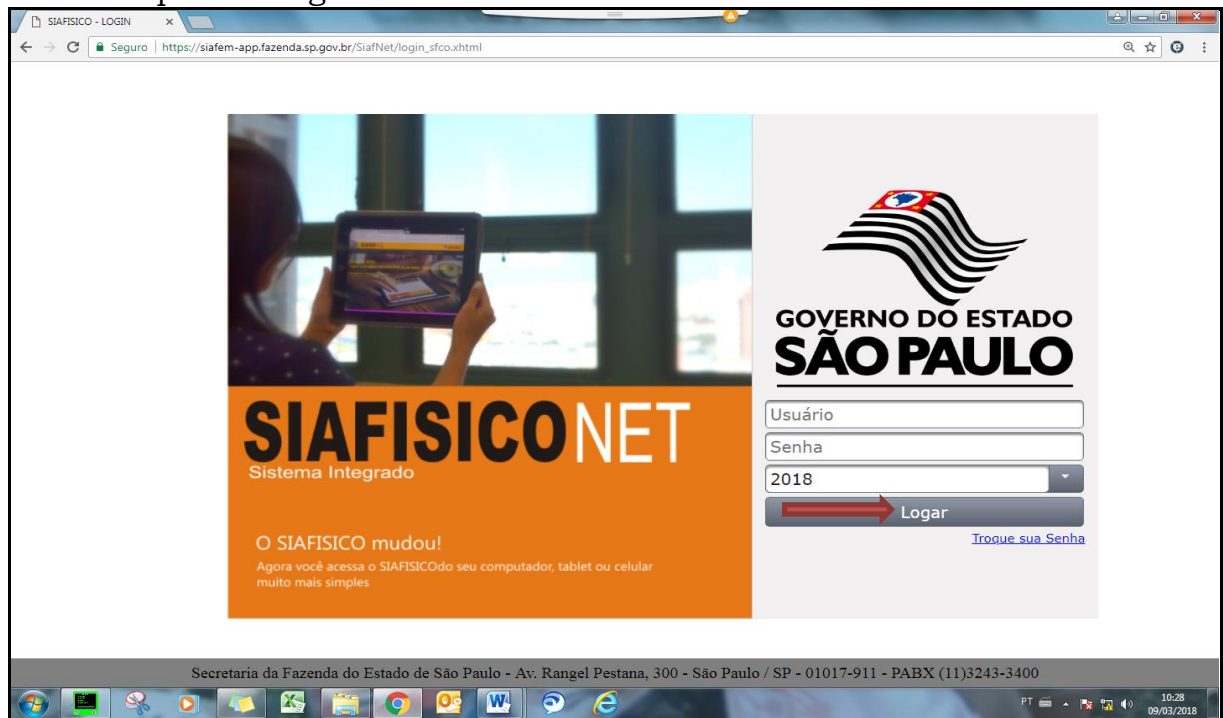 SIAFISICO - LOGIN
Seguro | https://siafem-app.fazenda.sp.gov.br/SiafNet/login_sfco.xhtml
GOVERNO DO ESTADO
SÃO PAULO
SIAFISICONET
Sistema Integrado
O SIAFISICO mudou!
Agora você acessa o SIAFISICOdo seu computador, tablet ou celular
muito mais simples
Usuário
Senha
2018
Logar
Troque sua Senha
Secretaria da Fazenda do Estado de São Paulo - Av. Rangel Pestana, 300 - São Paulo / SP - 01017-911 - PABX (11)3243-3400
PT
10:28
09/03/2018